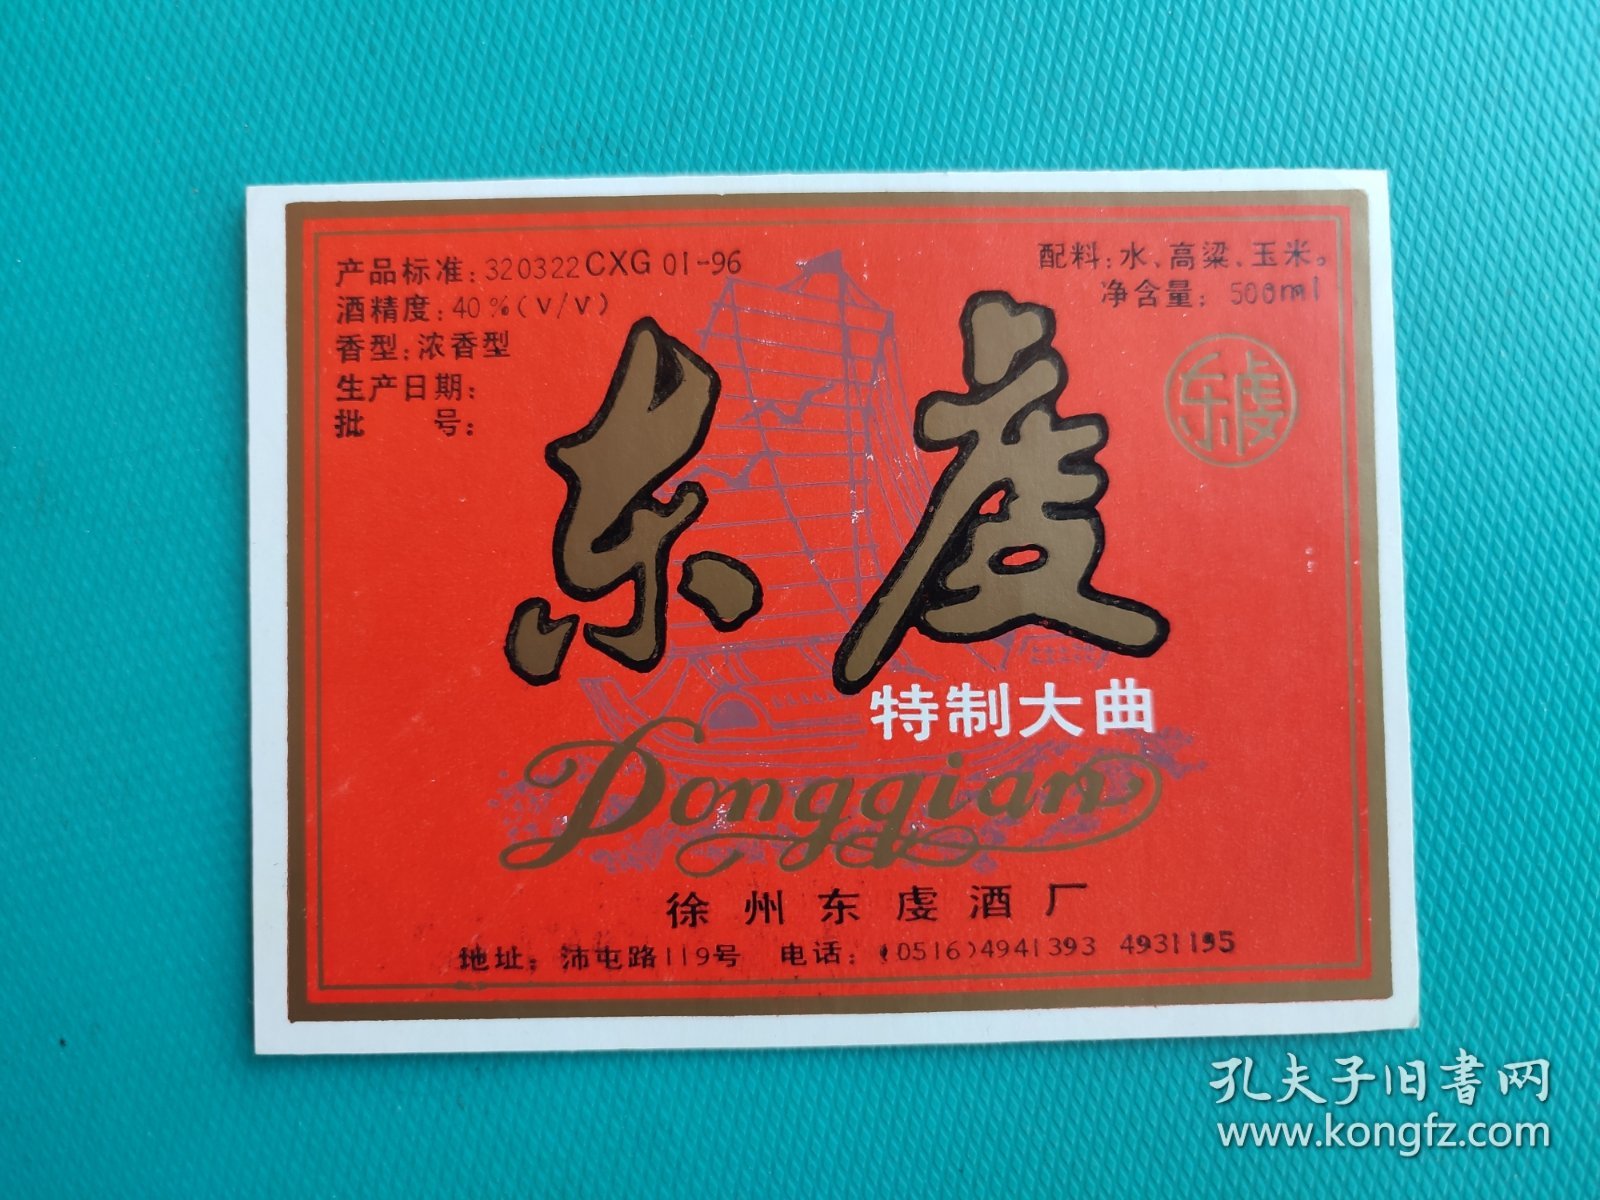 产品标准：320322CXG 01-96
酒精度：40%(V/V)
香型：浓香型
生产日期：
批 号：
配料：水、高粱、玉米。
净含量：500ml
东虔
东虔
特制大曲
Dongqian
徐州东虔酒厂
地址：沛屯路119号 电话：(0516)4941393 4931195
孔夫子旧书网
www.kongfz.com